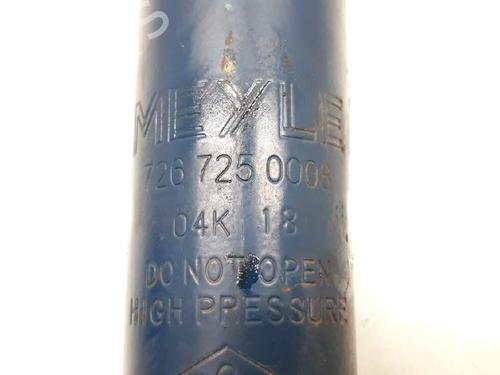 MEYLE
726 725 0008
04K 18
DO NOT OPEN
HIGH PRESSURE